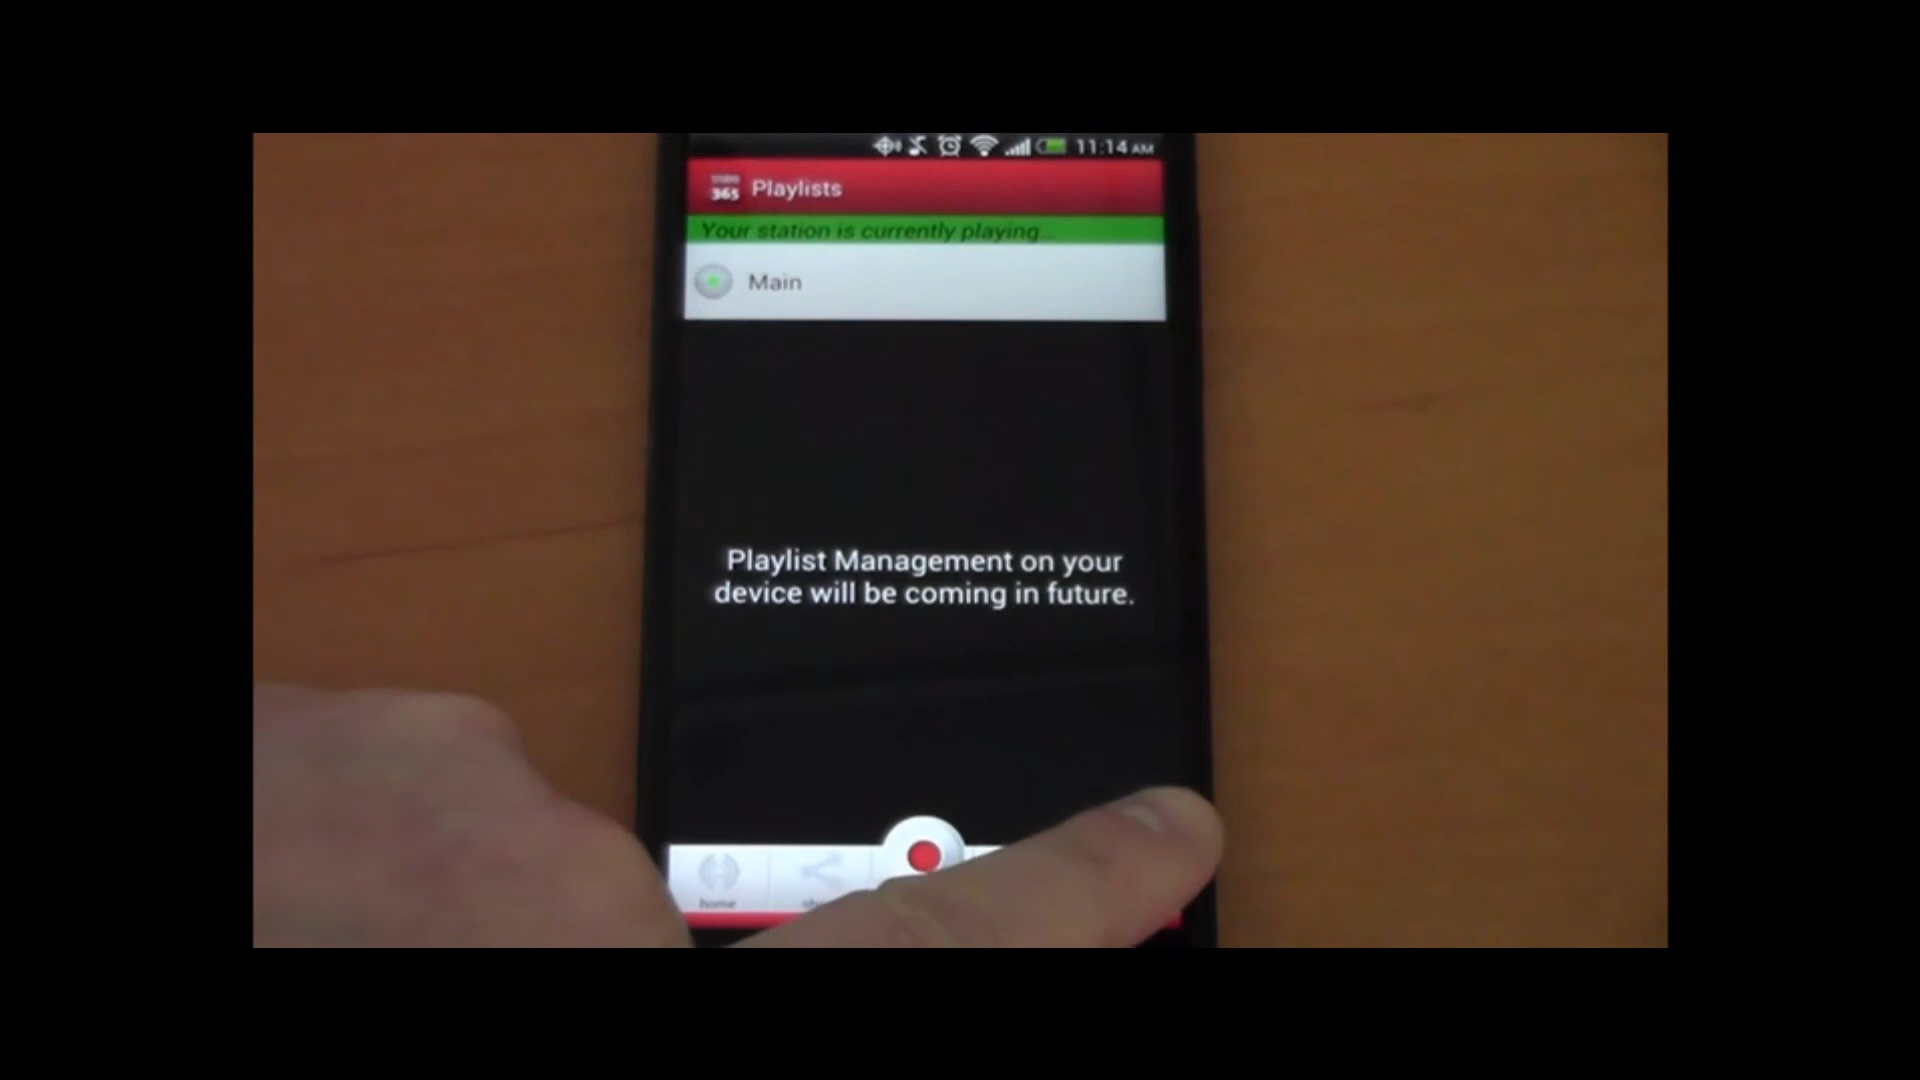 11:14 AM
365 Playlists
Your station is currently playing...
Main
Playlist Management on your
device will be coming in future.
home